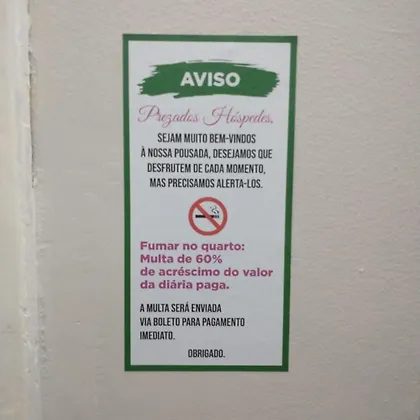 AVISO
Prezados Hóspedes,
SEJAM MUITO BEM-VINDOS
À NOSSA POUSADA, DESEJAMOS QUE
DESFRUTEM DE CADA MOMENTO,
MAS PRECISAMOS ALERTA-LOS.
Fumar no quarto:
Multa de 60%
de acréscimo do valor
da diária paga.
A MULTA SERÁ ENVIADA
VIA BOLETO PARA PAGAMENTO
IMEDIATO.
OBRIGADO.